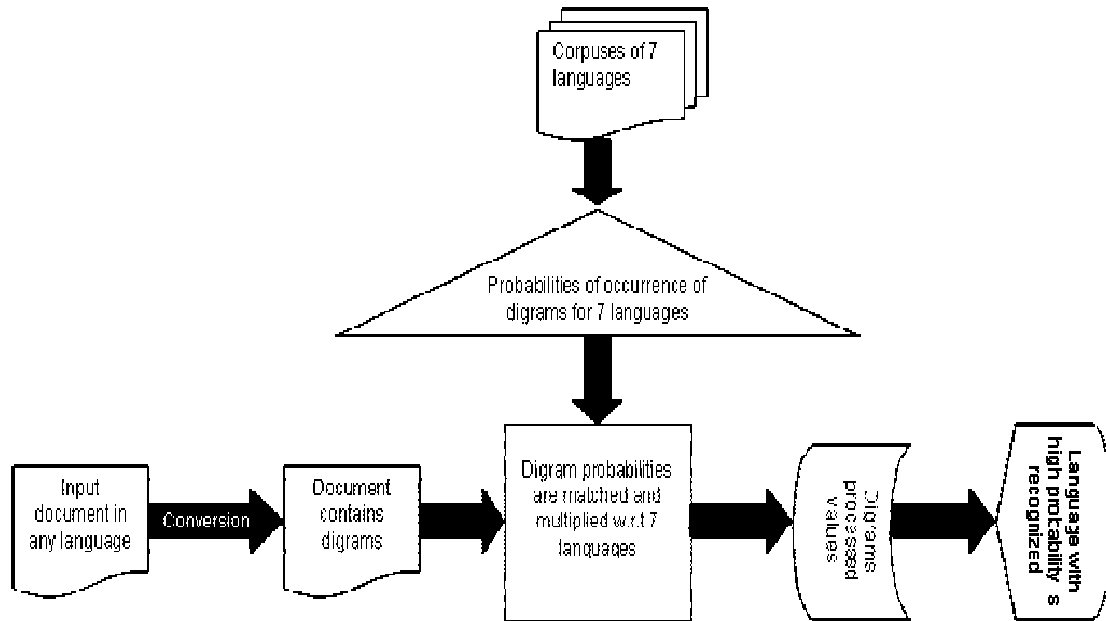 Corpuses of 7
languages
Probabilities of occurrence of
digrams for 7 languages
Input
document in
any language
Conversion
Document
contains
digrams
Digram probabilities
are matched and
multiplied w.r.t 7
languages
Digrams
processed
values
Language with
high probability s
recognized